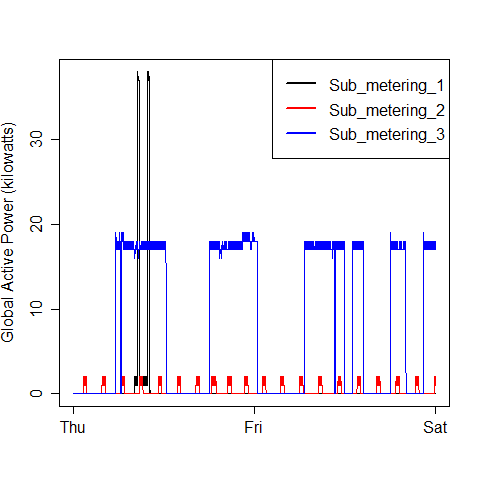 Sub_metering_1
Sub_metering_2
Sub_metering_3
Global Active Power (kilowatts)
30
20
10
0
Thu Fri Sat